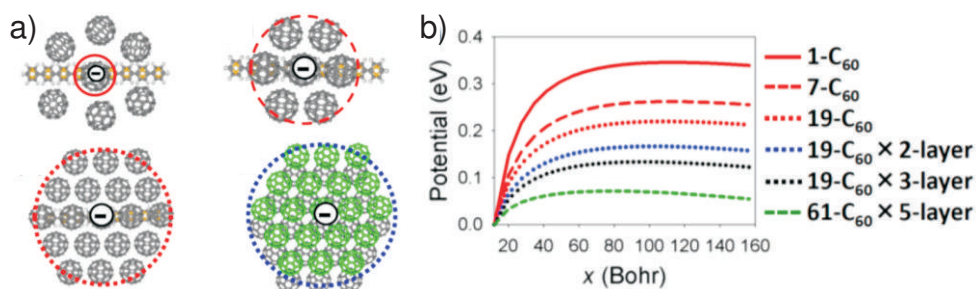 a)
b)
Potential (eV)
0.4
0.3
0.2
0.1
0.0
20 40 60 80 100 120 140 160
x (Bohr)
1-C₆₀
7-C₆₀
19-C₆₀
19-C₆₀ × 2-layer
19-C₆₀ × 3-layer
61-C₆₀ × 5-layer